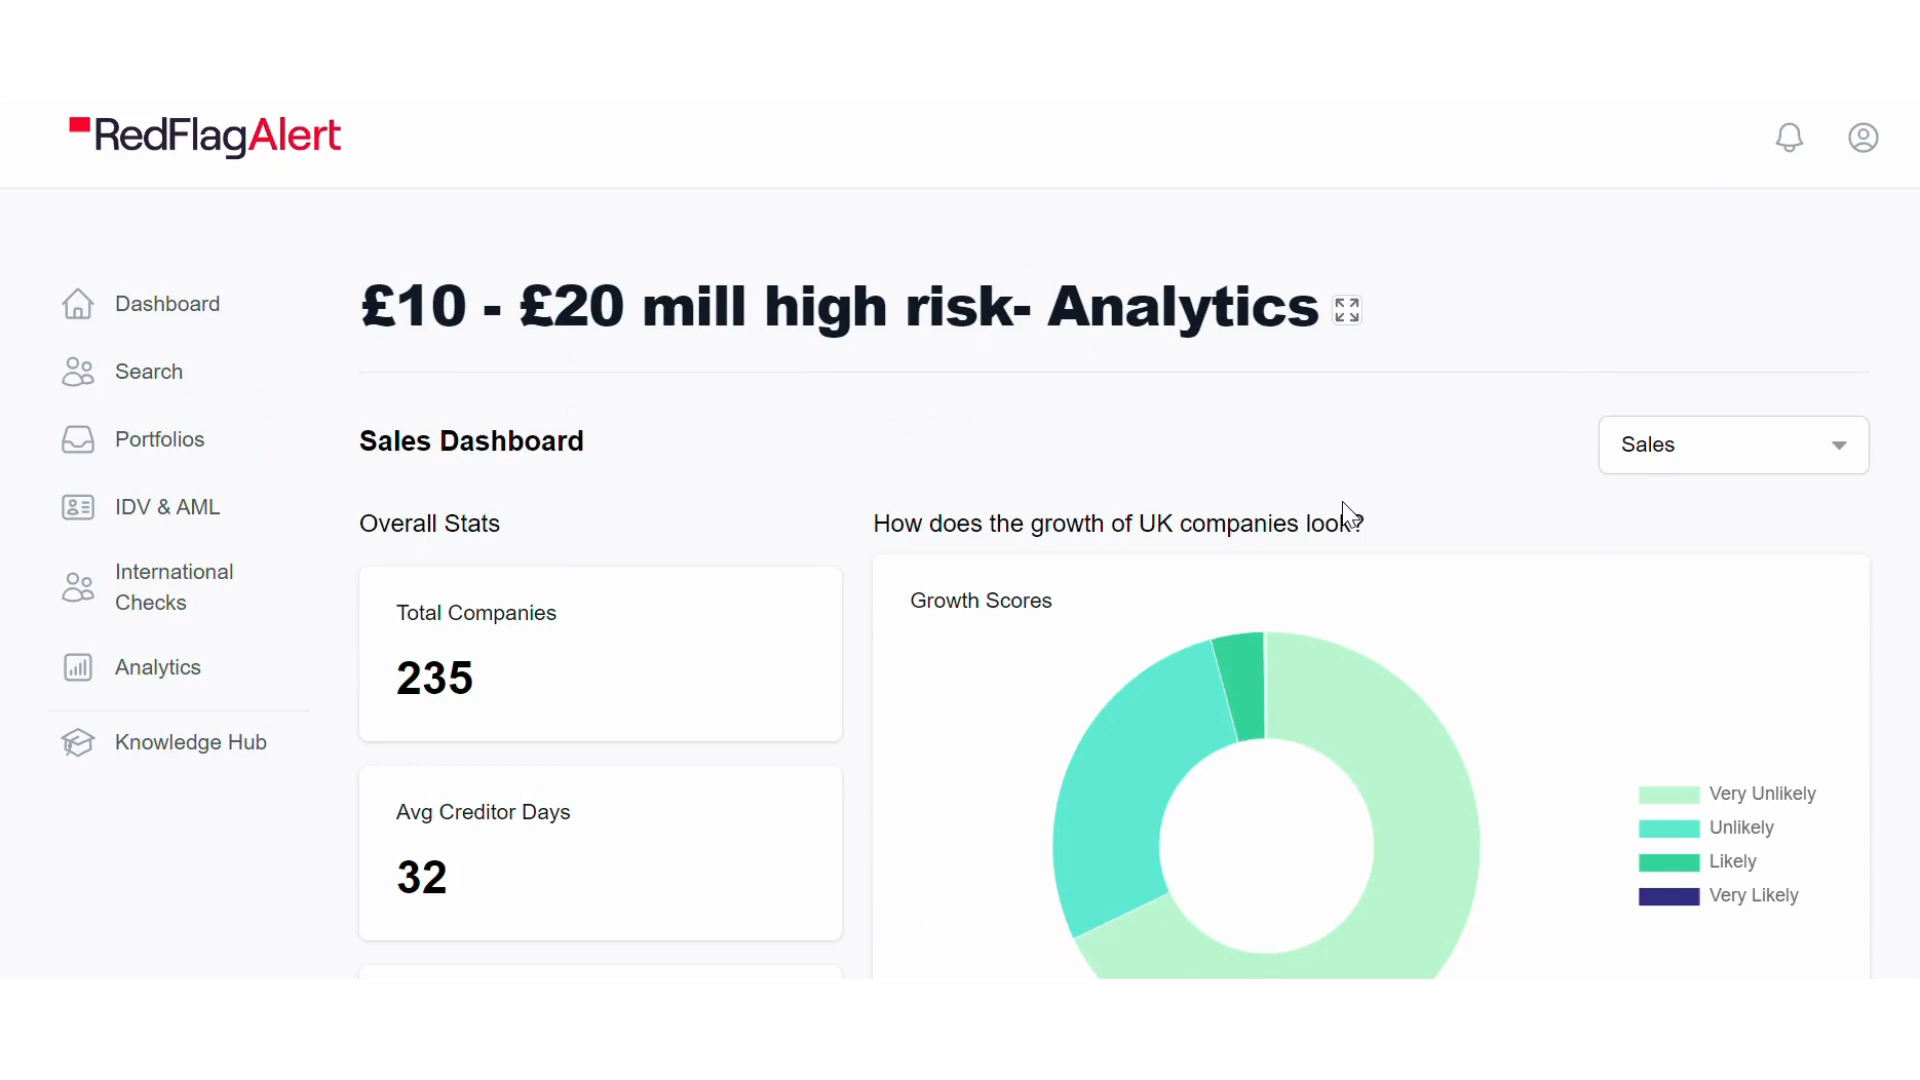 RedFlagAlert
Dashboard
Search
Portfolios
IDV & AML
International
Checks
Analytics
Knowledge Hub
£10 - £20 mill high risk- Analytics
Sales Dashboard
Sales
Overall Stats
Total Companies
235
Avg Creditor Days
32
How does the growth of UK companies look?
Growth Scores
Very Unlikely
Unlikely
Likely
Very Likely